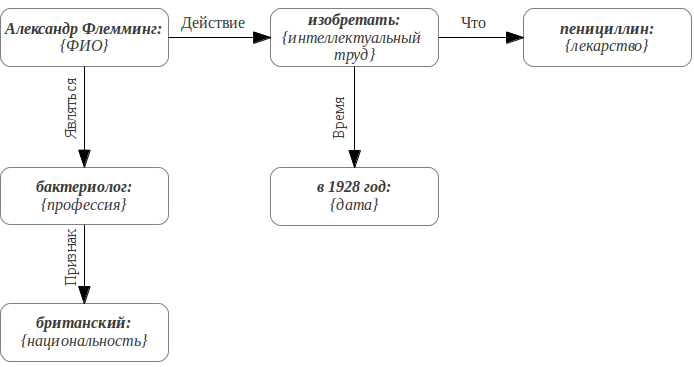 Александр Флемминг:
{ФИО}
Действие
изобретать:
{интеллектуальный
труд}
Что
пенициллин:
{лекарство}
Являться
Время
бактериолог:
{профессия}
в 1928 год:
{дата}
Признак
британский:
{национальность}